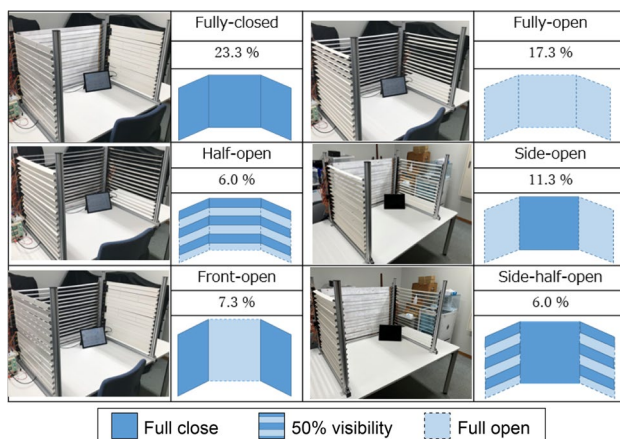 Fully-closed
23.3 %
Fully-open
17.3 %
Half-open
6.0 %
Side-open
11.3 %
Front-open
7.3 %
Side-half-open
6.0 %
Full close
50% visibility
Full open